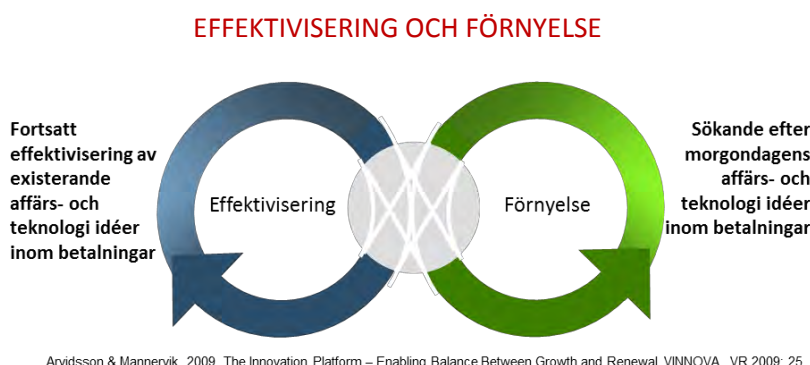 EFFEKTIVISERING OCH FÖRNYELSE
Fortsatt
effektivisering av
existerande
affärs- och
teknologi idéer
inom betalningar
Effektivisering
Förnyelse
Sökande efter
morgondagens
affärs- och
teknologi idéer
inom betalningar
Arvidsson & Mannervik, 2009, The Innovation Platform – Enabling Balance Between Growth and Renewal, VINNOVA, VR 2009: 25